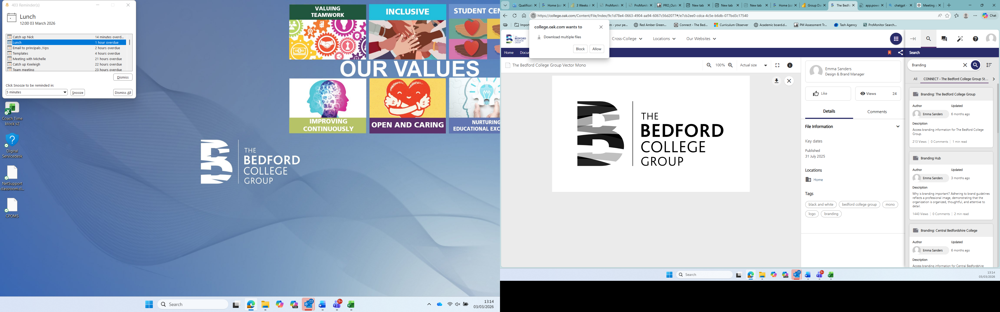 403 Reminder(s)
Lunch
12:00 03 March 2026
Catch up Nick 14 minutes overd...
Lunch 1 hour overdue
Email to principals /Vps 2 hours overdue
Templates 4 hours overdue
Meeting with Michelle 21 hours overdue
Catch up Keeleigh 22 hours overdue
Team meeting 23 hours overdue
Dismiss
Click Snooze to be reminded in:
5 minutes Snooze Dismiss All
Coach Time
block v2
Digital
Servicedesk
NetSupport
classroom.cl...
CPOMS
VALUING
TEAMWORK
INCLUSIVE
STUDENT CEN
OUR VALUES
IMPROVING
CONTINUOUSLY
OPEN AND CARING
NURTURING
EDUCATIONAL EXC
THE
BEDFORD
COLLEGE
GROUP
Search
9+
13:14
03/03/2026
Qualificat Home (co 3 Weeks A ProMonito ProMonito PRO_Outs New tab New tab New tab Home (co Group Da The Bedfo app.powe chatgpt - Meeting a
https://college.oak.com/Content/File/Index/9c1d78e4-0663-4904-aa94-6067c56d2077#/e7cb2ee0-cdca-4c5e-b6db-077bd3c17540
Chat
Import m - your pe... Red Amber Green... Connect - The Bed... Curriculum Observer Academic board.d... PM Assessment Tr... Tash Agency ProMonitor Search...
college.oak.com wants to
Download multiple files
Block Allow
THE
BEDFORD
COLLEGE
GROUP
Cross-College Locations Our Websites
Home Docu
The Bedford College Group Vector Mono
100% Actual size
THE
BEDFORD
COLLEGE
GROUP
Emma Sanders
Design & Brand Manager
Like Views 24
Details Comments
File Information
Key dates
Published
31 July 2025
Locations
Home
Tags
black and white bedford college group mono
logo branding
Search
Branding
All CONNECT - The Bedford College Group St...
Branding: The Bedford College Group
Author Updated
Emma Sanders 6 months ago
Description
Access branding information for The Bedford College
Group.
213 Views 0 Comments 1 min read
Branding Hub
Author Updated
Emma Sanders 3 months ago
Description
Why is branding important? Adhering to brand guidelines
reflects a professional image, demonstrating that the
organization is organized, thoughtful, and attentive to
detail.
1440 Views 0 Comments 2 min read
Branding: Central Bedfordshire College
Author Updated
Emma Sanders 6 months ago
Description
Access branding information for Central Bedfordshire
Search
9+
13:14
03/03/2026